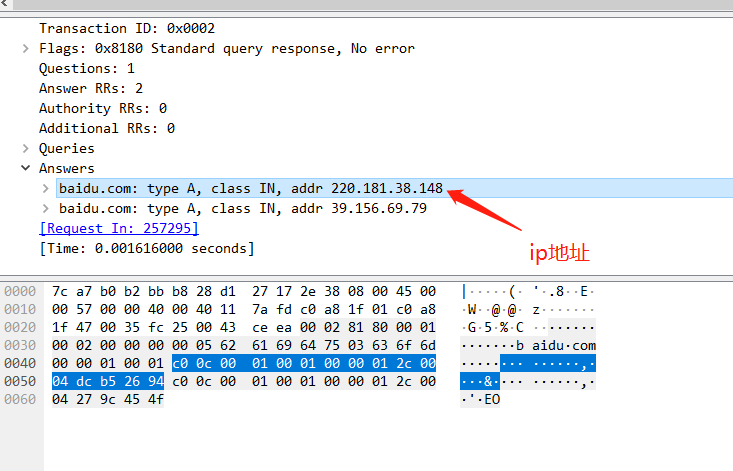 Transaction ID: 0x0002
Flags: 0x8180 Standard query response, No error
Questions: 1
Answer RRs: 2
Authority RRs: 0
Additional RRs: 0
Queries
Answers
baidu.com: type A, class IN, addr 220.181.38.148
baidu.com: type A, class IN, addr 39.156.69.79
[Request In: 257295]
[Time: 0.001616000 seconds]
ip地址
0000 7c a7 b0 b2 bb b8 28 d1 27 17 2e 38 08 00 45 00 |·····(· '·.8··E·
0010 00 57 00 00 40 00 40 11 7a fd c0 a8 1f 01 c0 a8 ·W··@·@· z·······
0020 1f 47 00 35 fc 25 00 43 ce ea 00 02 81 80 00 01 ·G·5·%·C ········
0030 00 02 00 00 00 00 05 62 61 69 64 75 03 63 6f 6d ·······b aidu·com
0040 00 00 01 00 01 c0 0c 00 01 00 01 00 00 01 2c 00 ········ ······,·
0050 04 dc b5 26 94 c0 0c 00 01 00 01 00 00 01 2c 00 ···&···· ······,·
0060 04 27 9c 45 4f ·'·EO